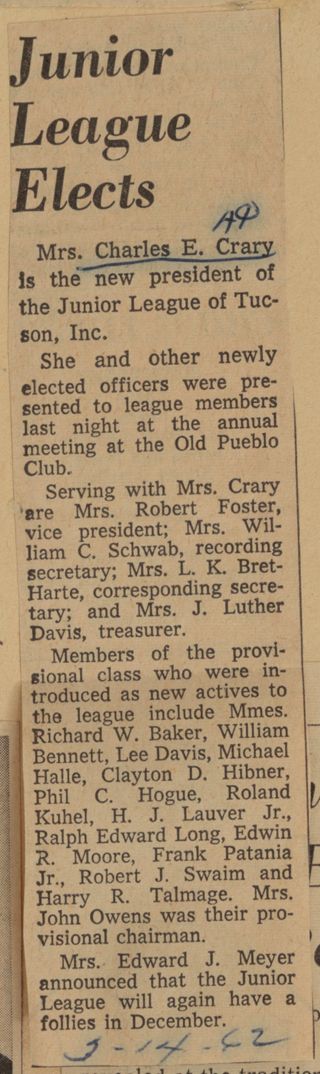 Junior
League
Elects
AP
Mrs. Charles E. Crary
is the new president of
the Junior League of Tuc-
son, Inc.
She and other newly
elected officers were pre-
sented to league members
last night at the annual
meeting at the Old Pueblo
Club.
Serving with Mrs. Crary
are Mrs. Robert Foster,
vice president; Mrs. Wil-
liam C. Schwab, recording
secretary; Mrs. L. K. Bret-
Harte, corresponding secre-
tary; and Mrs. J. Luther
Davis, treasurer.
Members of the provi-
sional class who were in-
troduced as new actives to
the league include Mmes.
Richard W. Baker, William
Bennett, Lee Davis, Michael
Halle, Clayton D. Hibner,
Phil C. Hogue, Roland
Kuhel, H. J. Lauver Jr.,
Ralph Edward Long, Edwin
R. Moore, Frank Patania
Jr., Robert J. Swaim and
Harry R. Talmage. Mrs.
John Owens was their pro-
visional chairman.
Mrs. Edward J. Meyer
announced that the Junior
League will again have a
follies in December.
3-14-62
at the